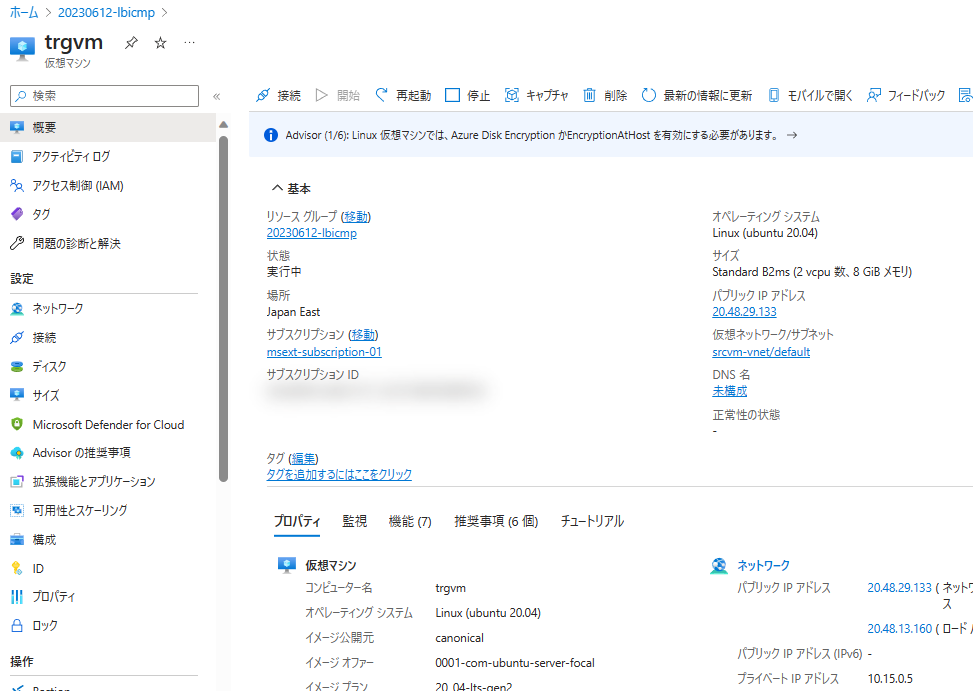 ホーム > 20230612-lbicmp >
trgvm
仮想マシン
検索
«
接続 開始 再起動 停止 キャプチャ 削除 最新の情報に更新 モバイルで開く フィードバック
概要
アクティビティ ログ
アクセス制御 (IAM)
タグ
問題の診断と解決
設定
ネットワーク
接続
ディスク
サイズ
Microsoft Defender for Cloud
Advisor の推奨事項
拡張機能とアプリケーション
可用性とスケーリング
構成
ID
プロパティ
ロック
操作
Bastion
Advisor (1/6): Linux 仮想マシンでは、Azure Disk Encryption かEncryptionAtHost を有効にする必要があります。 →
基本
リソース グループ (移動)
20230612-lbicmp
状態
実行中
場所
Japan East
サブスクリプション (移動)
msext-subscription-01
サブスクリプション ID
オペレーティング システム
Linux (ubuntu 20.04)
サイズ
Standard B2ms (2 vcpu 数、8 GiB メモリ)
パブリック IP アドレス
20.48.29.133
仮想ネットワーク/サブネット
srcvm-vnet/default
DNS 名
未構成
正常性の状態
-
タグ (編集)
タグを追加するにはここをクリック
プロパティ 監視 機能 (7) 推奨事項 (6 個) チュートリアル
仮想マシン
コンピューター名 trgvm
オペレーティング システム Linux (ubuntu 20.04)
イメージ公開元 canonical
イメージ オファー 0001-com-ubuntu-server-focal
イメージ プラン 20_04-lts-gen2
ネットワーク
パブリック IP アドレス 20.48.29.133 ( ネットワ
ス
20.48.13.160 ( ロード
パブリック IP アドレス (IPv6) -
プライベート IP アドレス 10.15.0.5